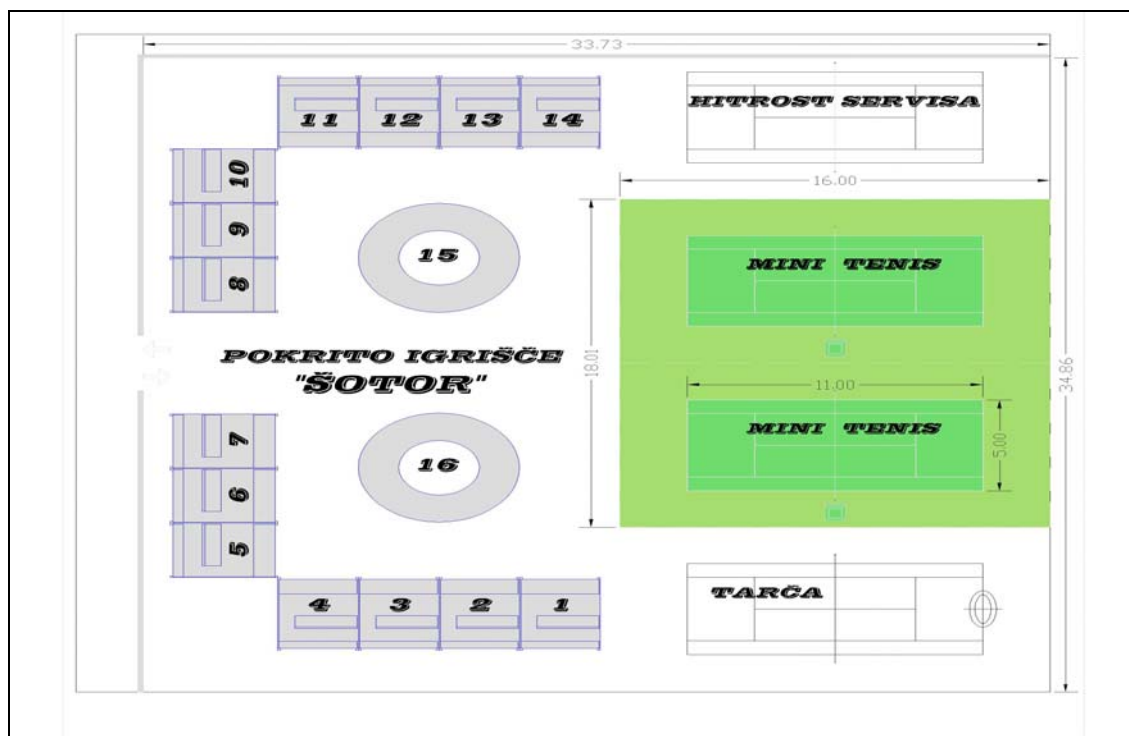 33.73
11 12 13 14
HITROST SERVISA
10
9
8
15
16.00
MINI TENIS
POKRITO IGRIŠČE
"ŠOTOR"
18.01
34.86
11.00
MINI TENIS
5.00
7
6
5
16
4 3 2 1
TARČA